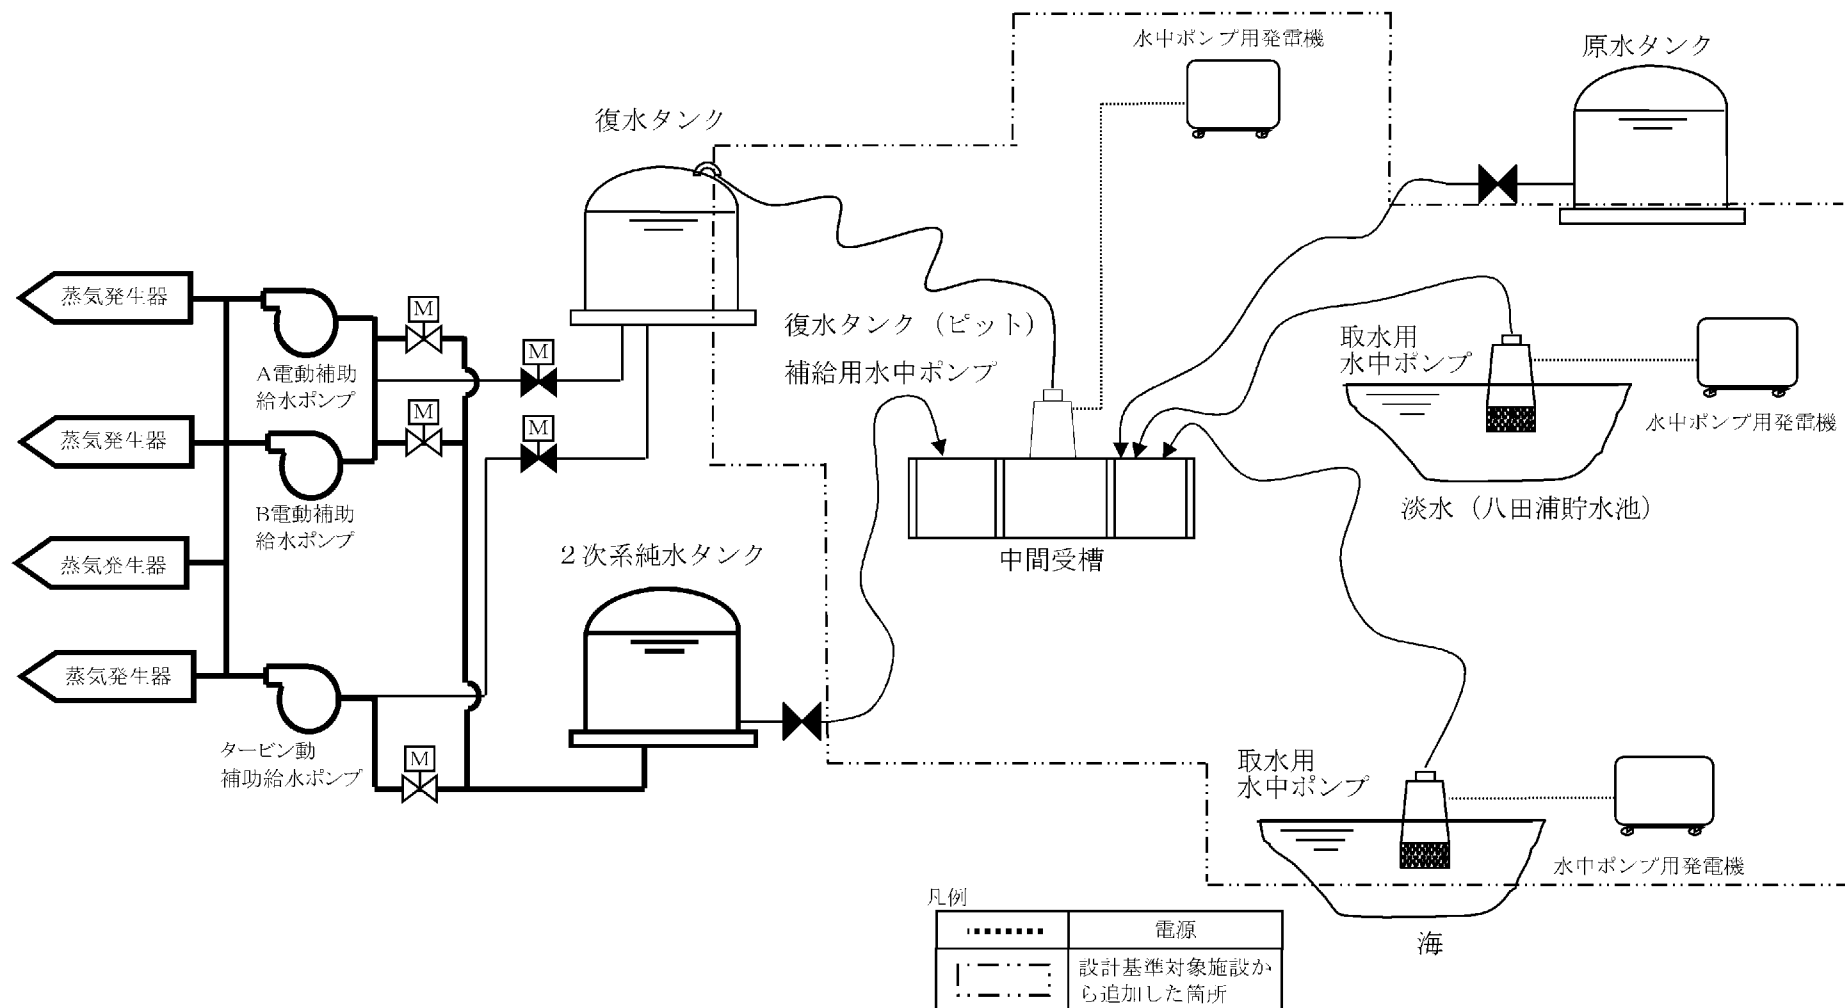 水中ポンプ用発電機
原水タンク
復水タンク
蒸気発生器
M
M
A電動補助
給水ポンプ
復水タンク（ピット）
補給用水中ポンプ
取水用
水中ポンプ
水中ポンプ用発電機
蒸気発生器
M
M
B電動補助
給水ポンプ
淡水（八田浦貯水池）
中間受槽
２次系純水タンク
蒸気発生器
蒸気発生器
タービン動
補助給水ポンプ
M
取水用
水中ポンプ
水中ポンプ用発電機
海
凡例
電源
設計基準対象施設か
ら追加した箇所